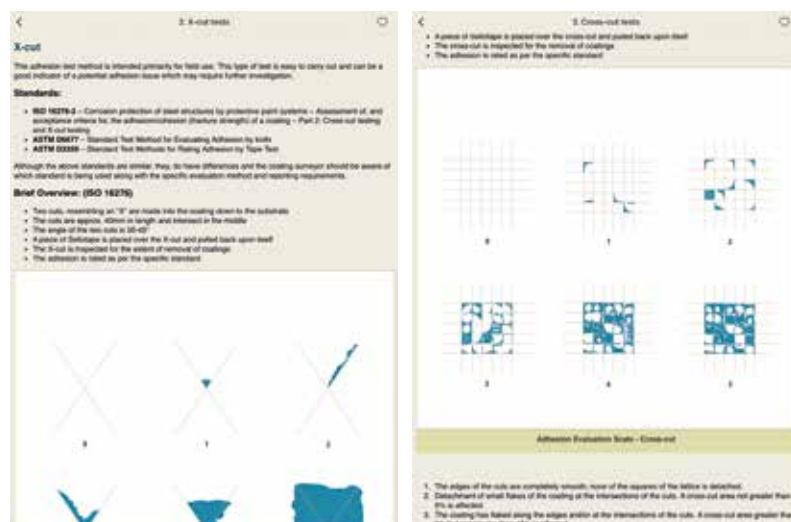 2. X-cut tests
X-cut
This adhesion test method is intended primarily for field use. This type of test is easy to carry out and can be a
good indicator of a potential adhesion issue which may require further investigation.
Standards:
• ISO 16276-2 – Corrosion protection of steel structures by protective paint systems – Assessment of, and
acceptance criteria for, the adhesion/cohesion (fracture strength) of a coating – Part 2: Cross-cut testing
and X-cut testing
• ASTM D6677 – Standard Test Method for Evaluating Adhesion by knife
• ASTM D3359 – Standard Test Methods for Rating Adhesion by Tape Test
Although the above standards are similar, they, do have differences and the coating surveyor should be aware of
which standard is being used along with the specific evaluation method and reporting requirements.
Brief Overview: (ISO 16276)
• Two cuts, resembling an "X" are made into the coating down to the substrate
• The cuts are approx. 40mm in length and intersect in the middle
• The angle of the two cuts is 30-45°
• A piece of Sellotape is placed over the X-cut and pulled back upon itself
• The X-cut is inspected for the extent of removal of coatings
• The adhesion is rated as per the specific standard
0
1
2
3. Cross-cut tests
• A piece of Sellotape is placed over the cross-cut and pulled back upon itself
• The cross-cut is inspected for the removal of coatings
• The adhesion is rated as per the specific standard
0
1
2
3
4
5
Adhesion Evaluation Scale - Cross-cut
1. The edges of the cuts are completely smooth; none of the squares of the lattice is detached.
2. Detachment of small flakes of the coating at the intersections of the cuts. A cross-cut area not greater than
5% is affected
3. The coating has flaked along the edges and/or at the intersections of the cuts. A cross-cut area greater than